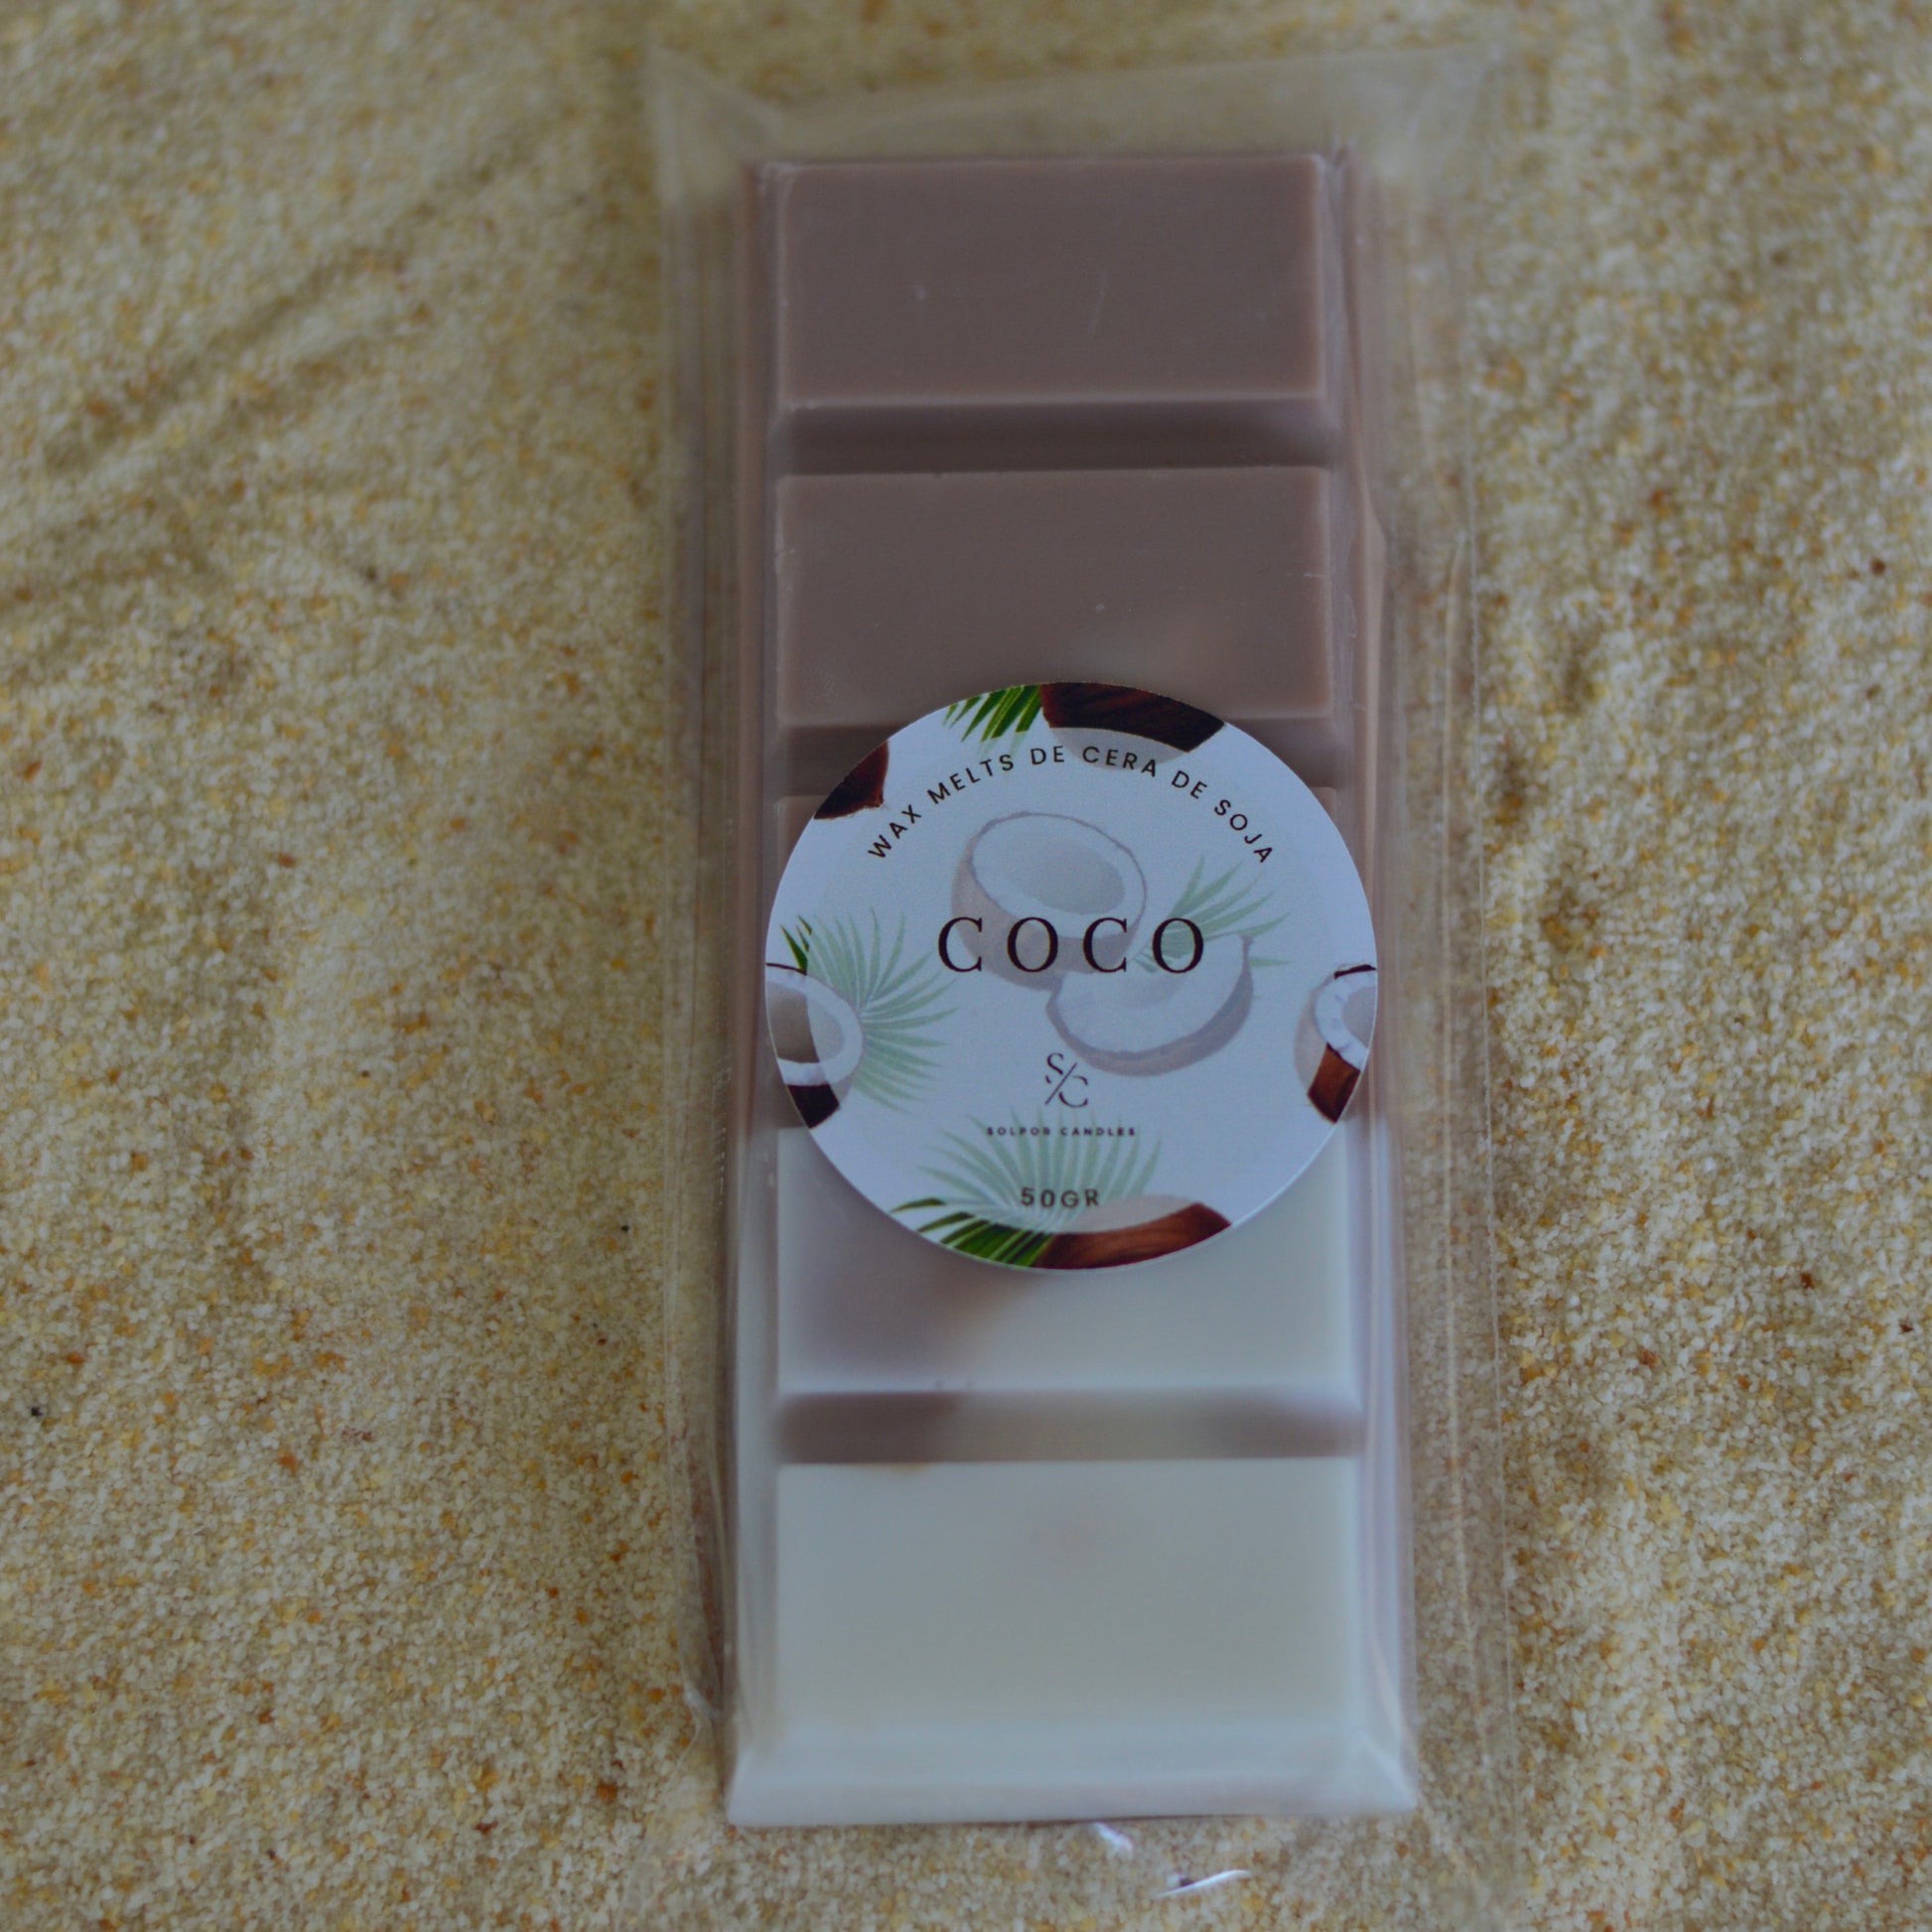 WAX MELTS DE CERA DE SOJA
COCO
S/C
SOLPOR CANDLES
50GR